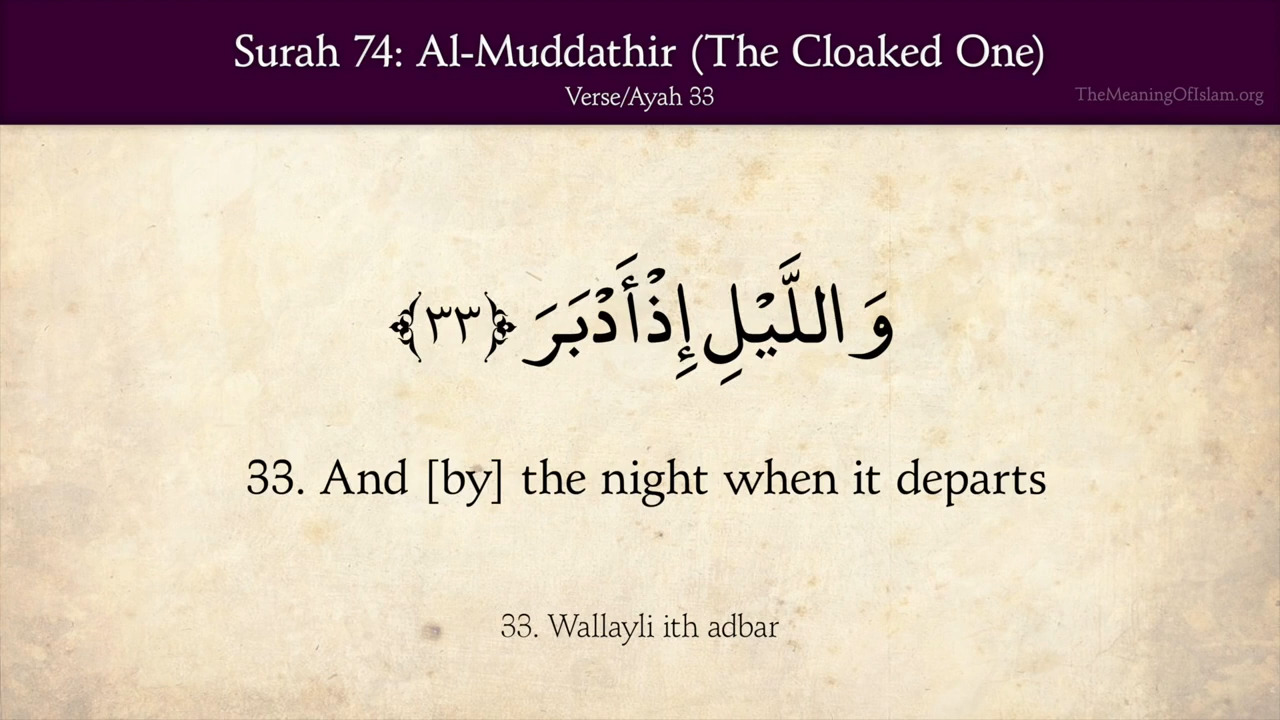 Surah 74: Al-Muddathir (The Cloaked One)
Verse/Ayah 33
TheMeaningOfIslam.org
وَ اللَّيْلِ إِذْ أَدْبَرَ ﴿٣٣﴾
33. And [by] the night when it departs
33. Wallayli ith adbar